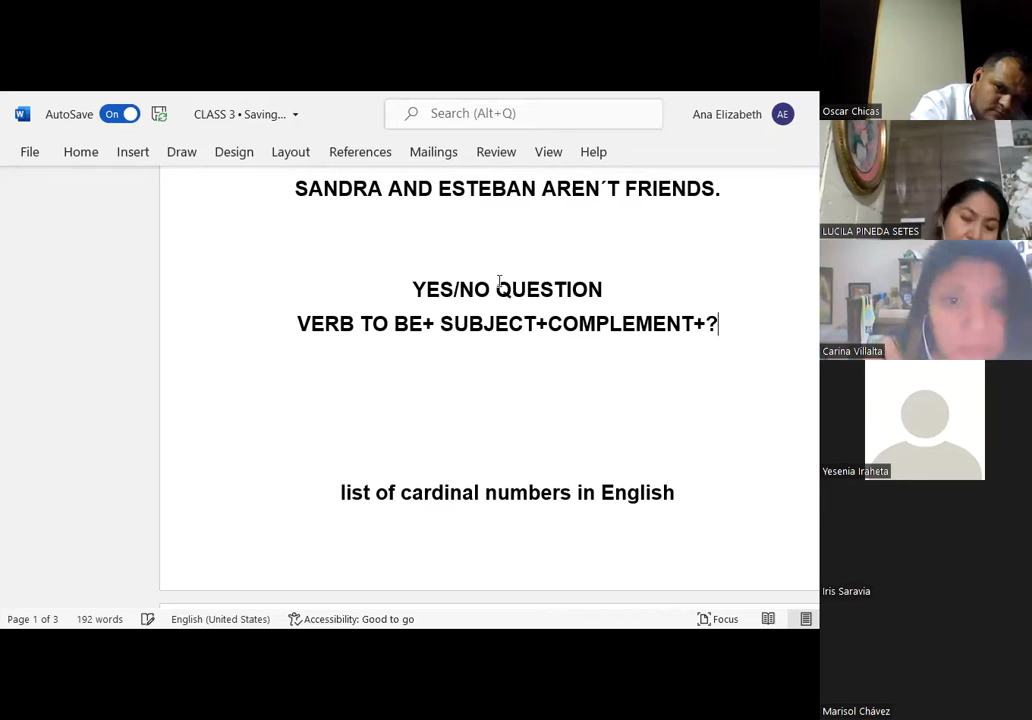 AutoSave On CLASS 3 • Saving... Search (Alt+Q) Ana Elizabeth AE
File Home Insert Draw Design Layout References Mailings Review View Help
SANDRA AND ESTEBAN AREN´T FRIENDS.
YES/NO QUESTION
VERB TO BE+ SUBJECT+COMPLEMENT+?
list of cardinal numbers in English
Page 1 of 3 192 words English (United States) Accessibility: Good to go Focus
Oscar Chicas
LUCILA PINEDA SETES
Carina Villalta
Yesenia Iraheta
Iris Saravia
Marisol Chávez